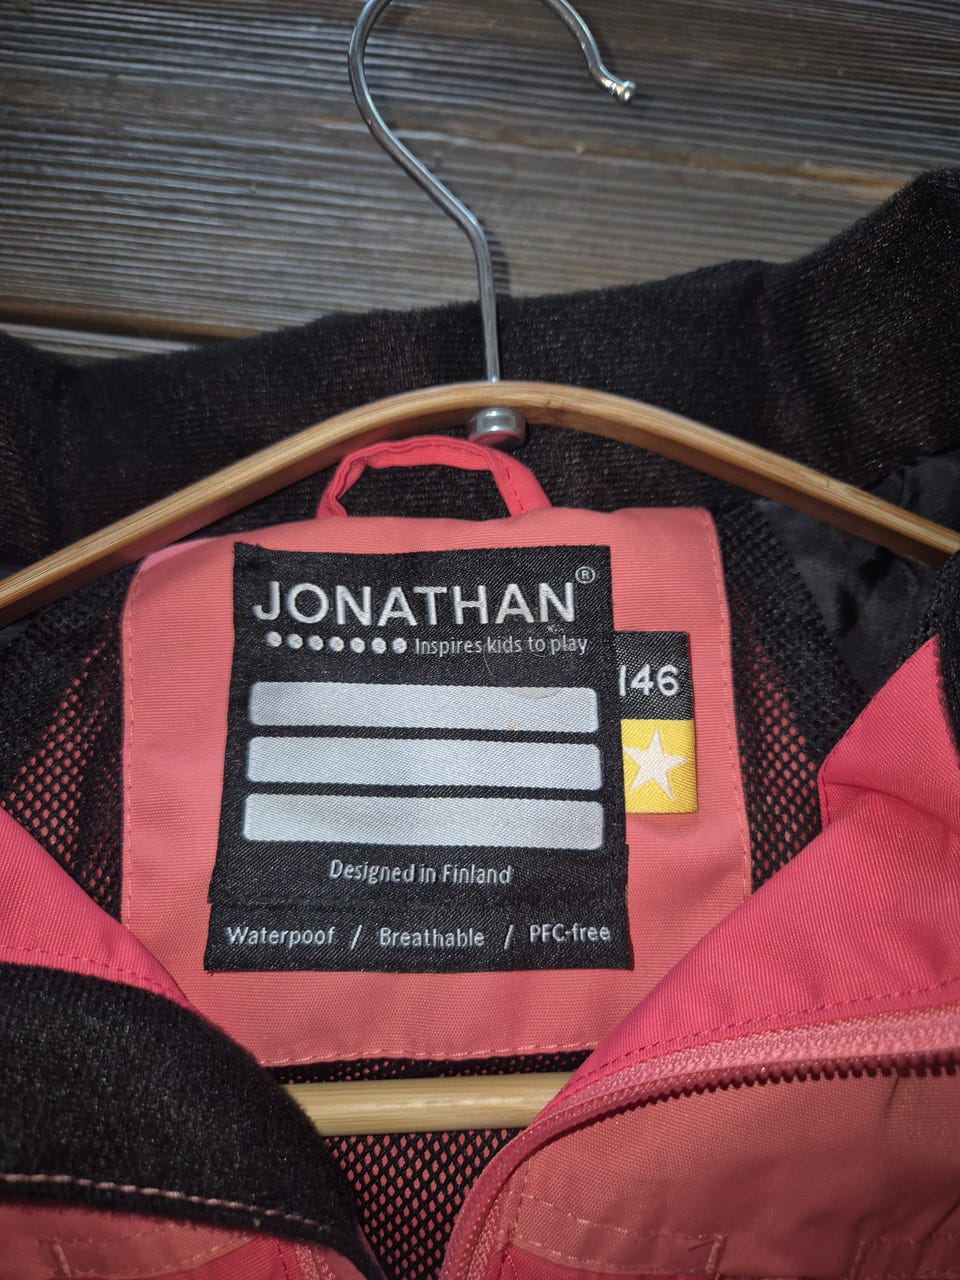 JONATHAN®
Inspires kids to play
146
Designed in Finland
Waterpoof / Breathable / PFC-free